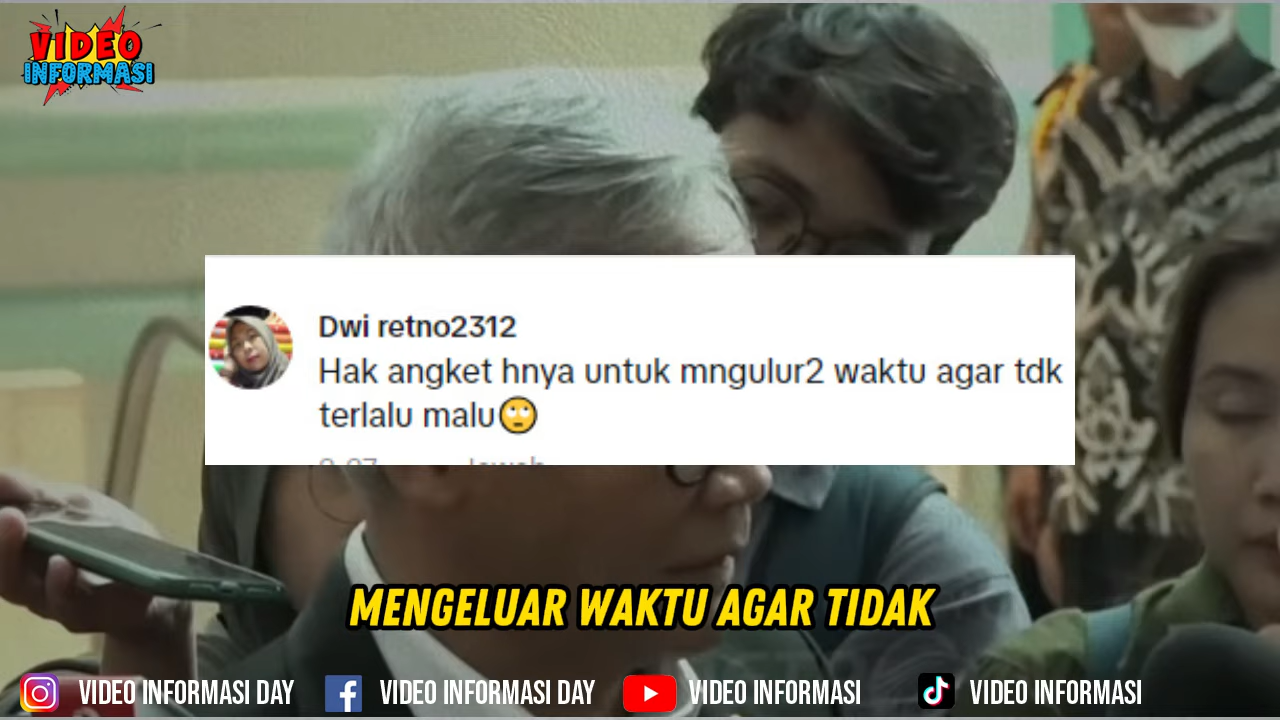 VIDEO
INFORMASI
Dwi retno2312
Hak angket hnya untuk mngulur2 waktu agar tdk
terlalu malu🙄
MENGELUAR WAKTU AGAR TIDAK
VIDEO INFORMASI DAY
VIDEO INFORMASI DAY
VIDEO INFORMASI
VIDEO INFORMASI